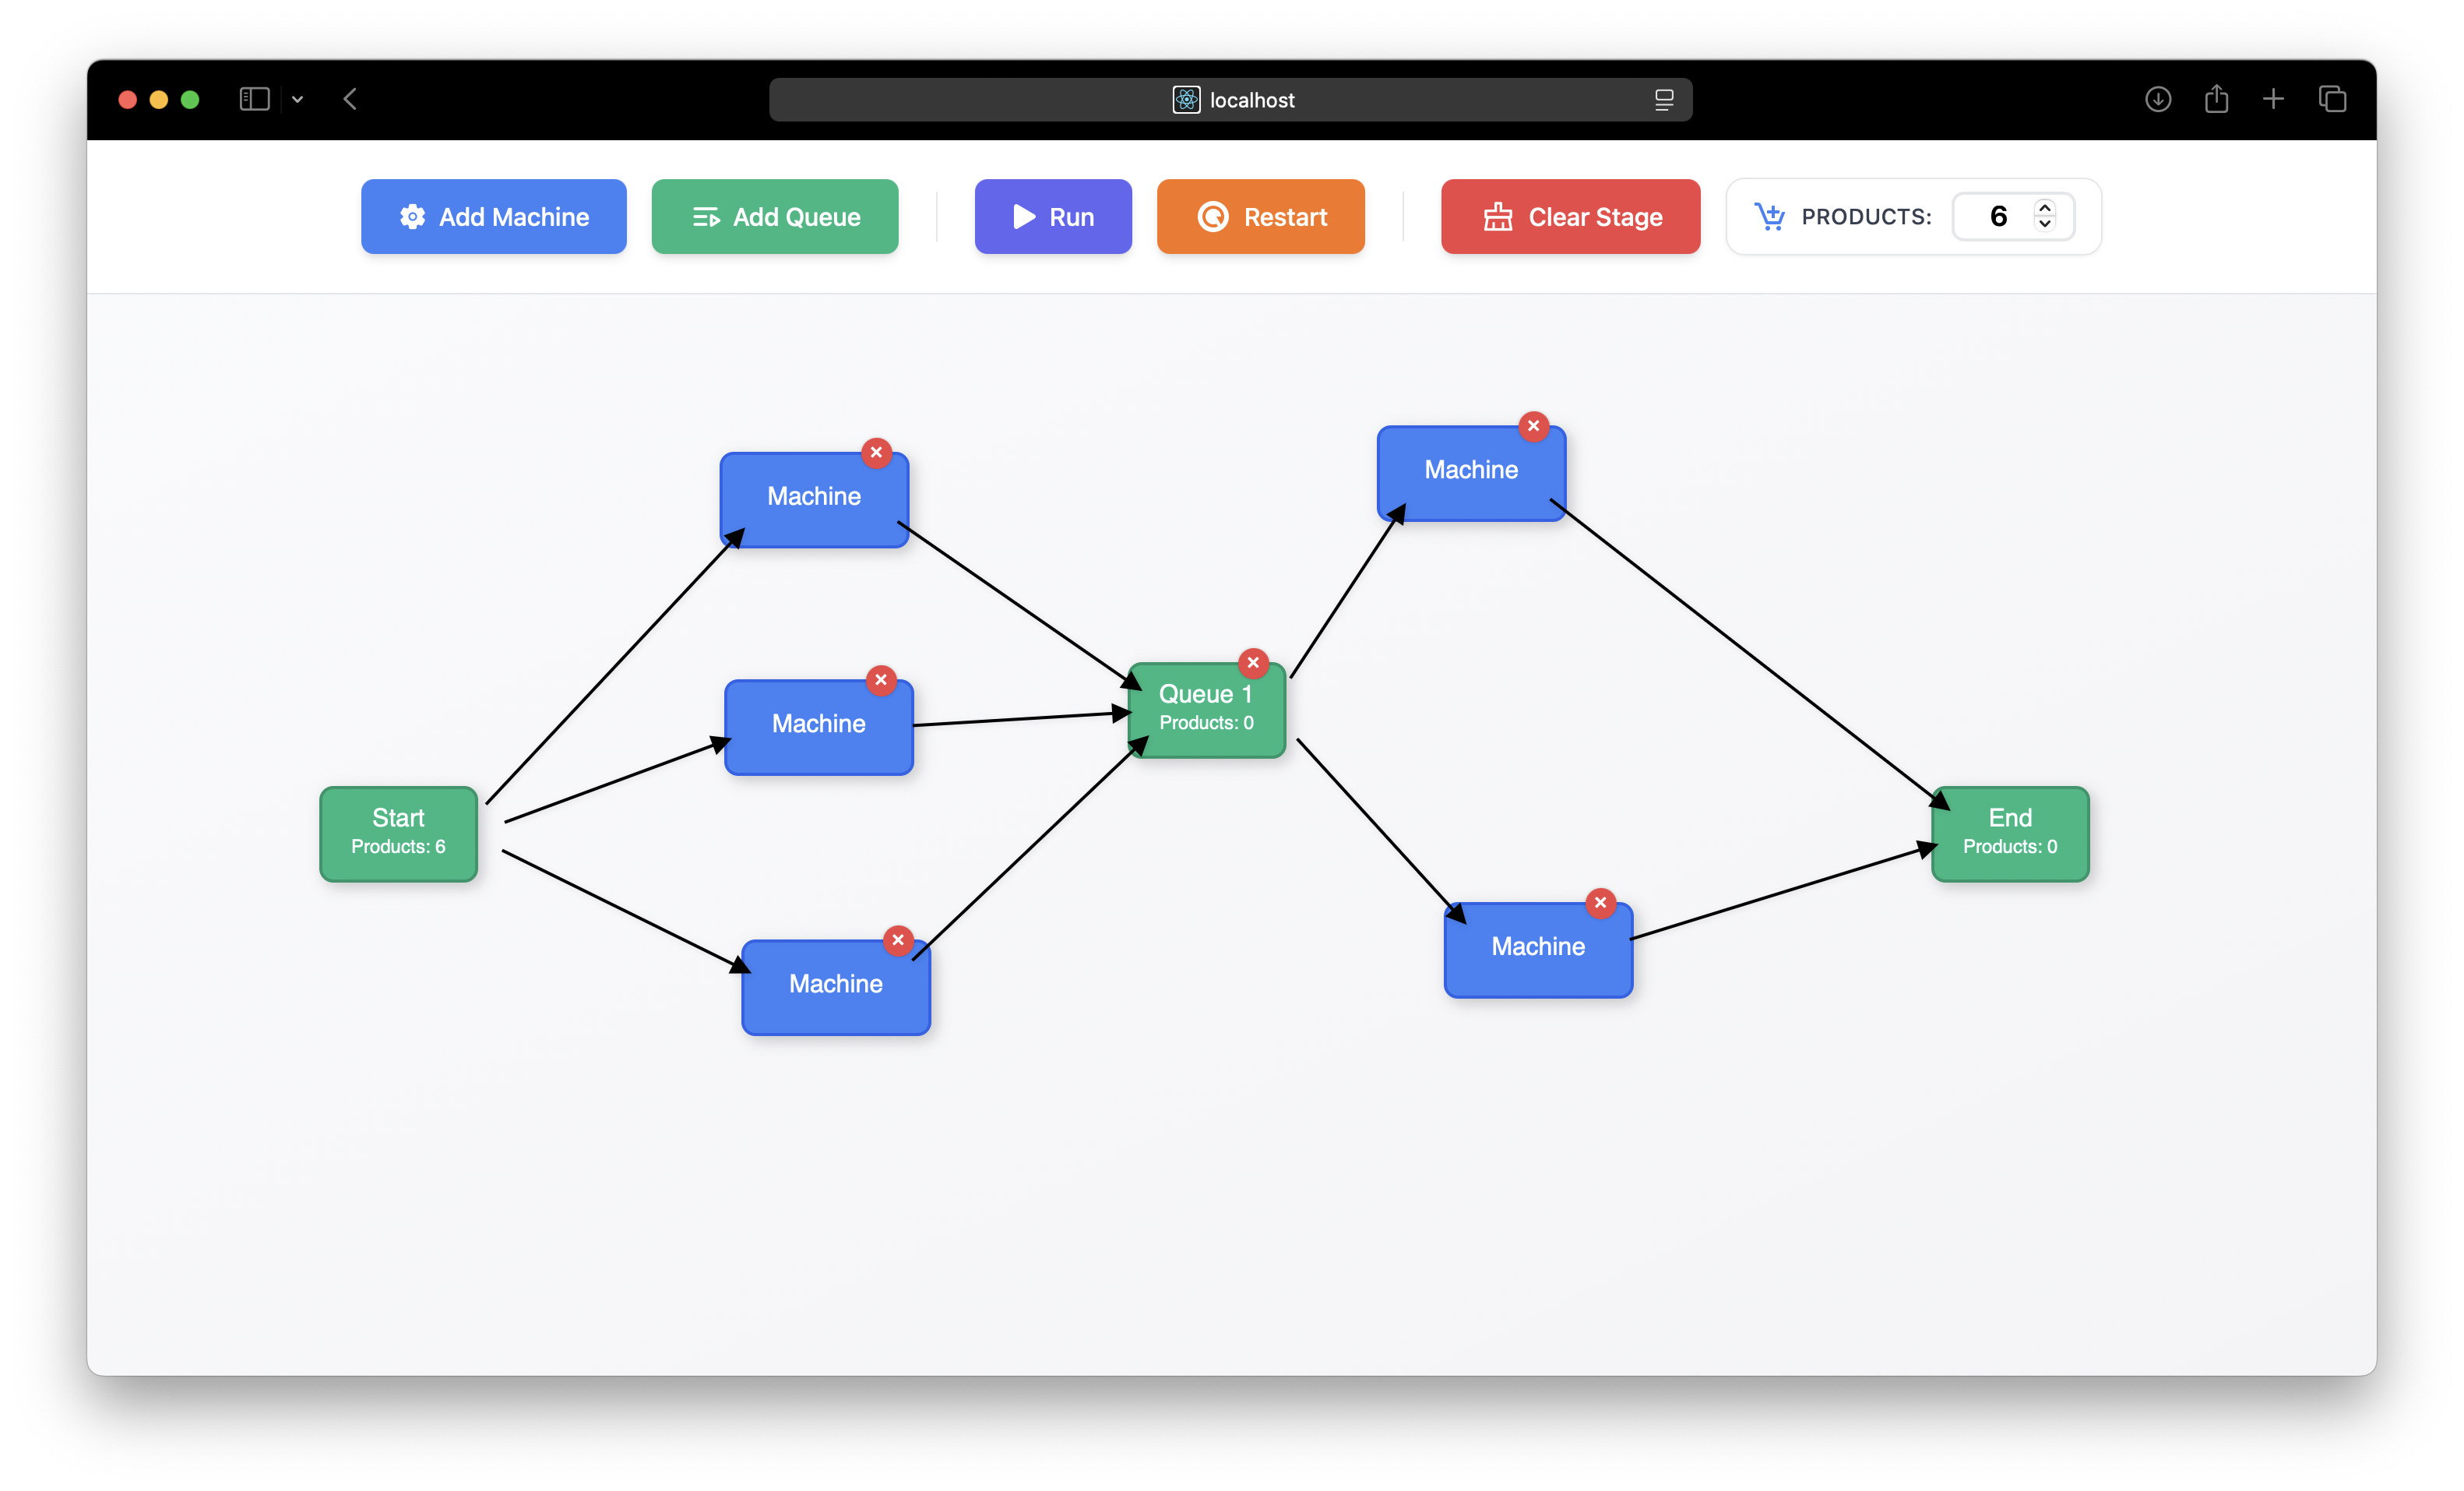 localhost
Add Machine
Add Queue
Run
Restart
Clear Stage
PRODUCTS:
6
Machine
Machine
Machine
Queue 1
Products: 0
Machine
Start
Products: 6
End
Products: 0
Machine
Machine